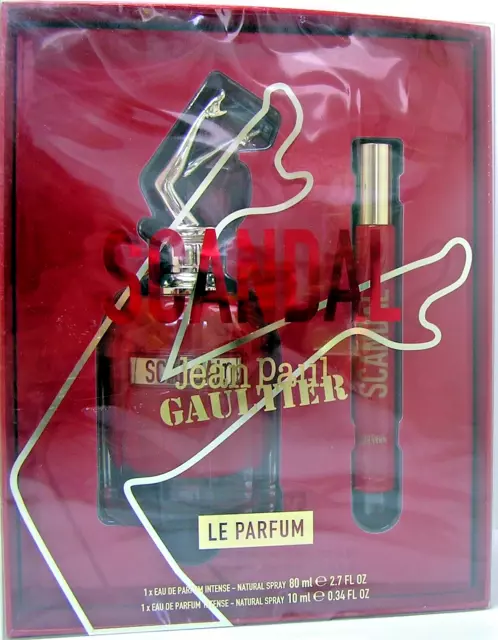 SCANDAL
Jean Paul
GAULTIER
SCANDAL
LE PARFUM
1 x EAU DE PARFUM INTENSE - NATURAL SPRAY 80 ml ℮ 2.7 FL OZ
1 x EAU DE PARFUM INTENSE - NATURAL SPRAY 10 ml ℮ 0.34 FL OZ